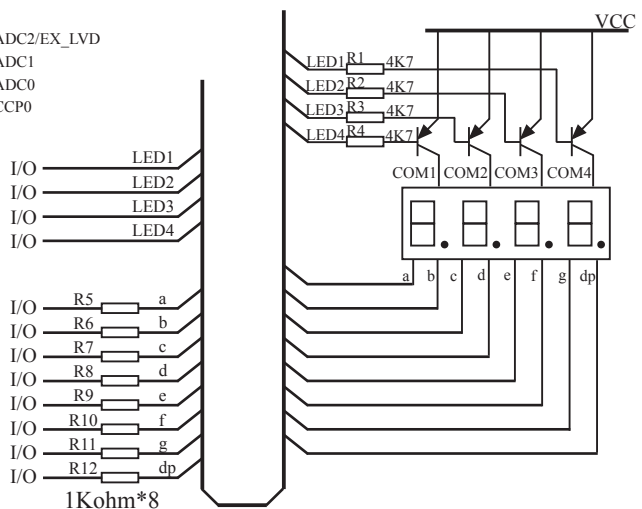 VCC
ADC2/EX_LVD
ADC1
ADC0
CCP0
LED1 R1 4K7
LED2 R2 4K7
LED3 R3 4K7
LED4 R4 4K7
COM1 COM2 COM3 COM4
I/O LED1
I/O LED2
I/O LED3
I/O LED4
a b c d e f g dp
I/O R5 a
I/O R6 b
I/O R7 c
I/O R8 d
I/O R9 e
I/O R10 f
I/O R11 g
I/O R12 dp
1Kohm*8